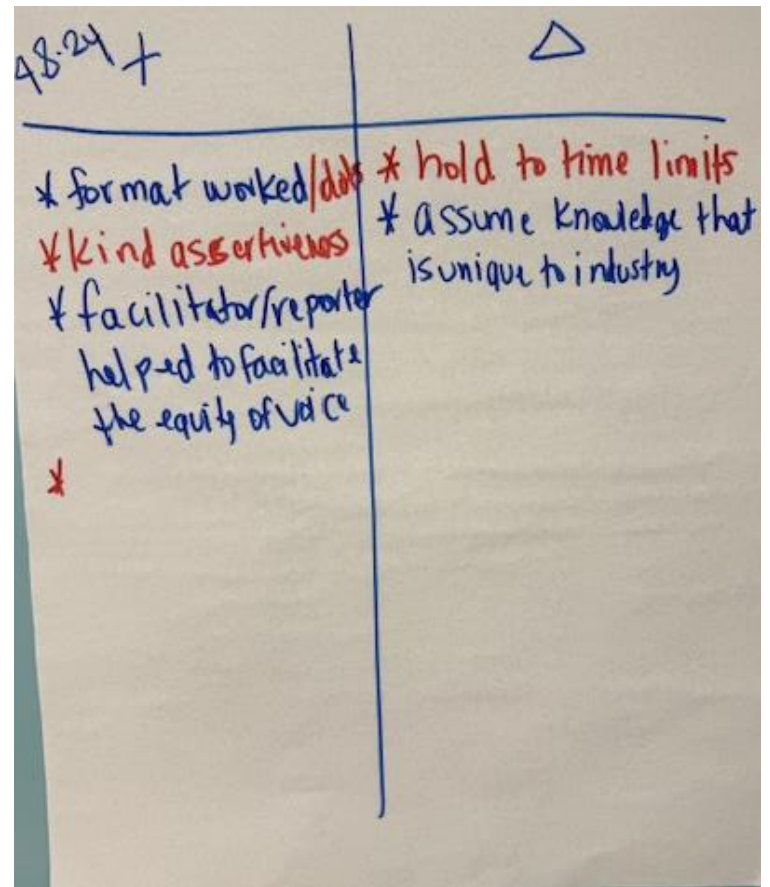 48.24 +
Δ
* format worked/dots
* kind assertiveness
* facilitator/reporter
helped to facilitate
the equity of voice
*
* hold to time limits
* assume knowledge that
is unique to industry